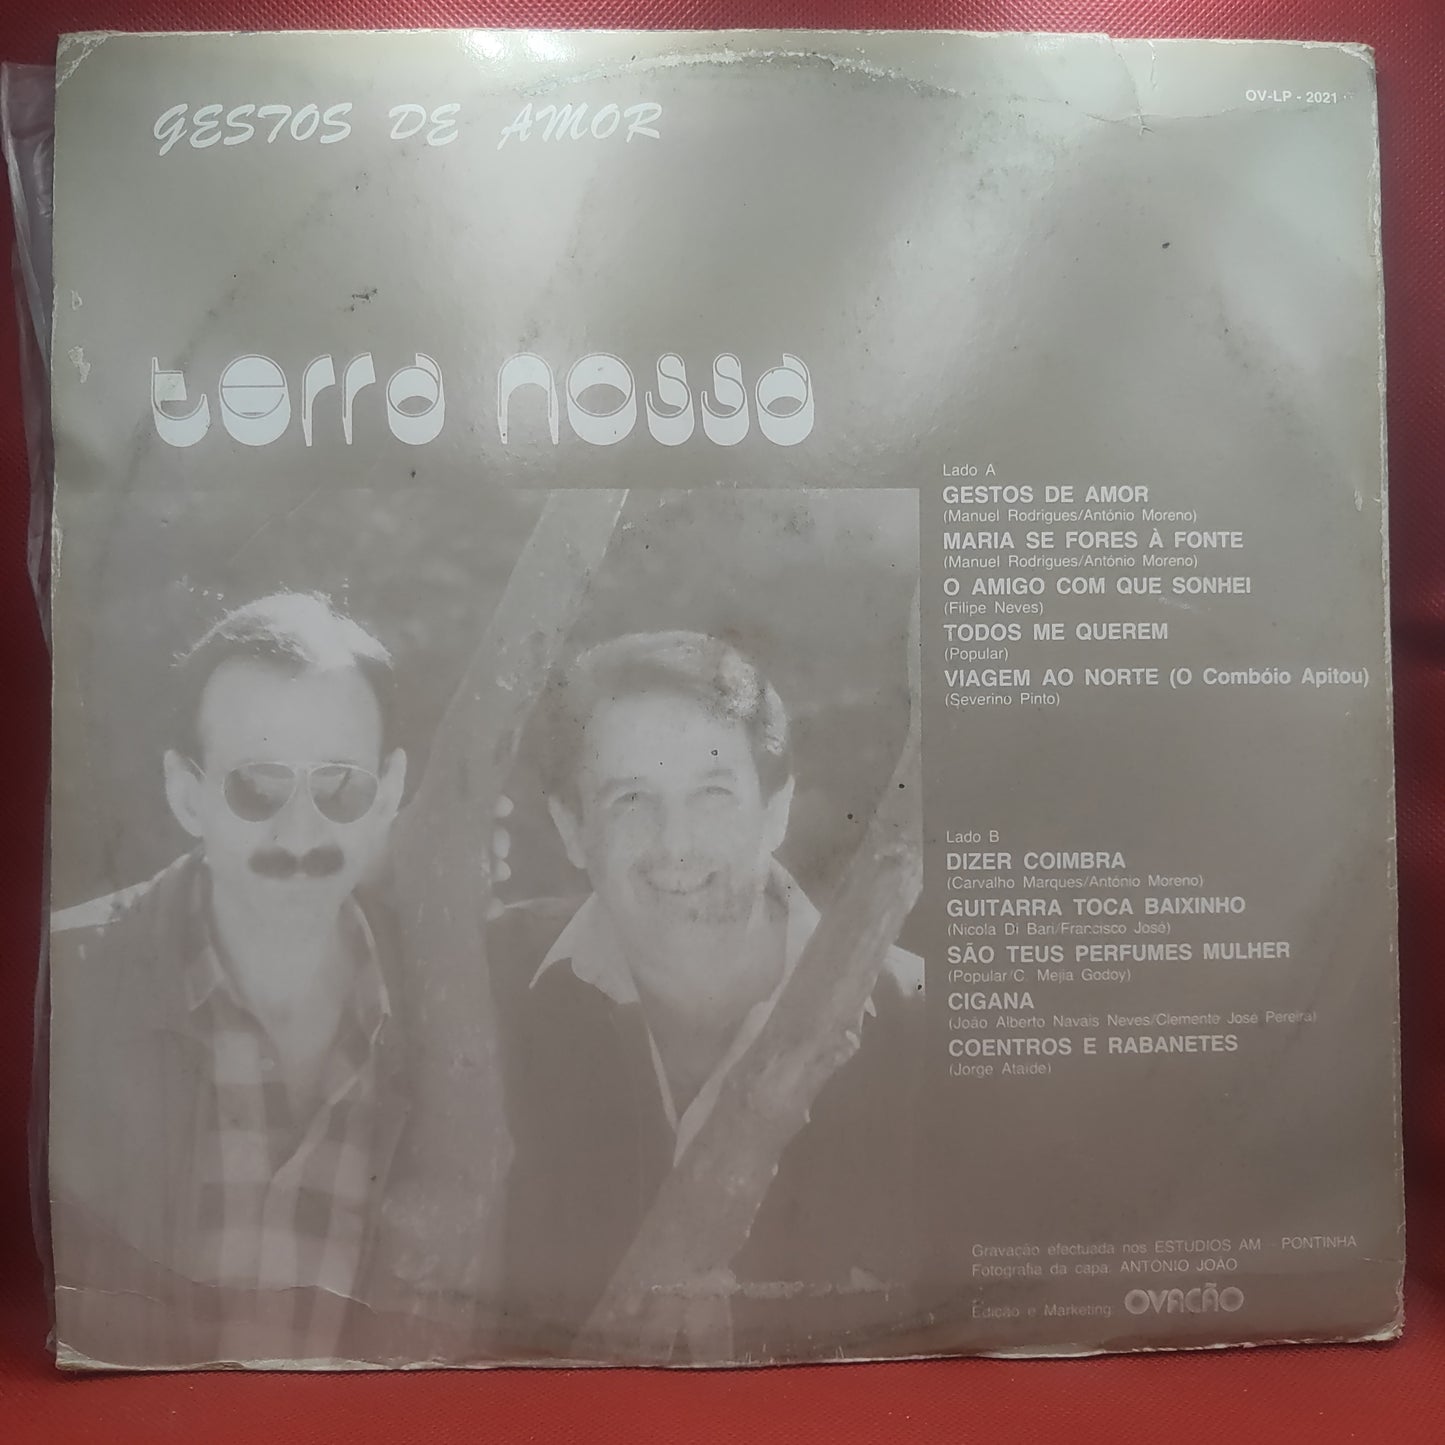 GESTOS DE AMOR
OV-LP - 2021
terra nossa
Lado A
GESTOS DE AMOR
(Manuel Rodrigues/António Moreno)
MARIA SE FORES À FONTE
(Manuel Rodrigues/António Moreno)
O AMIGO COM QUE SONHEI
(Filipe Neves)
TODOS ME QUEREM
(Popular)
VIAGEM AO NORTE (O Combóio Apitou)
(Severino Pinto)
Lado B
DIZER COIMBRA
(Carvalho Marques/António Moreno)
GUITARRA TOCA BAIXINHO
(Nicola Di Bari/Francisco José)
SÃO TEUS PERFUMES MULHER
(Popular/C. Mejia Godoy)
CIGANA
(João Alberto Navais Neves/Clemente José Pereira)
COENTROS E RABANETES
(Jorge Ataide)
Gravação efectuada nos ESTUDIOS AM - PONTINHA
Fotografia da capa: ANTONIO JOÃO
Edição e Marketing: OVAÇÃO